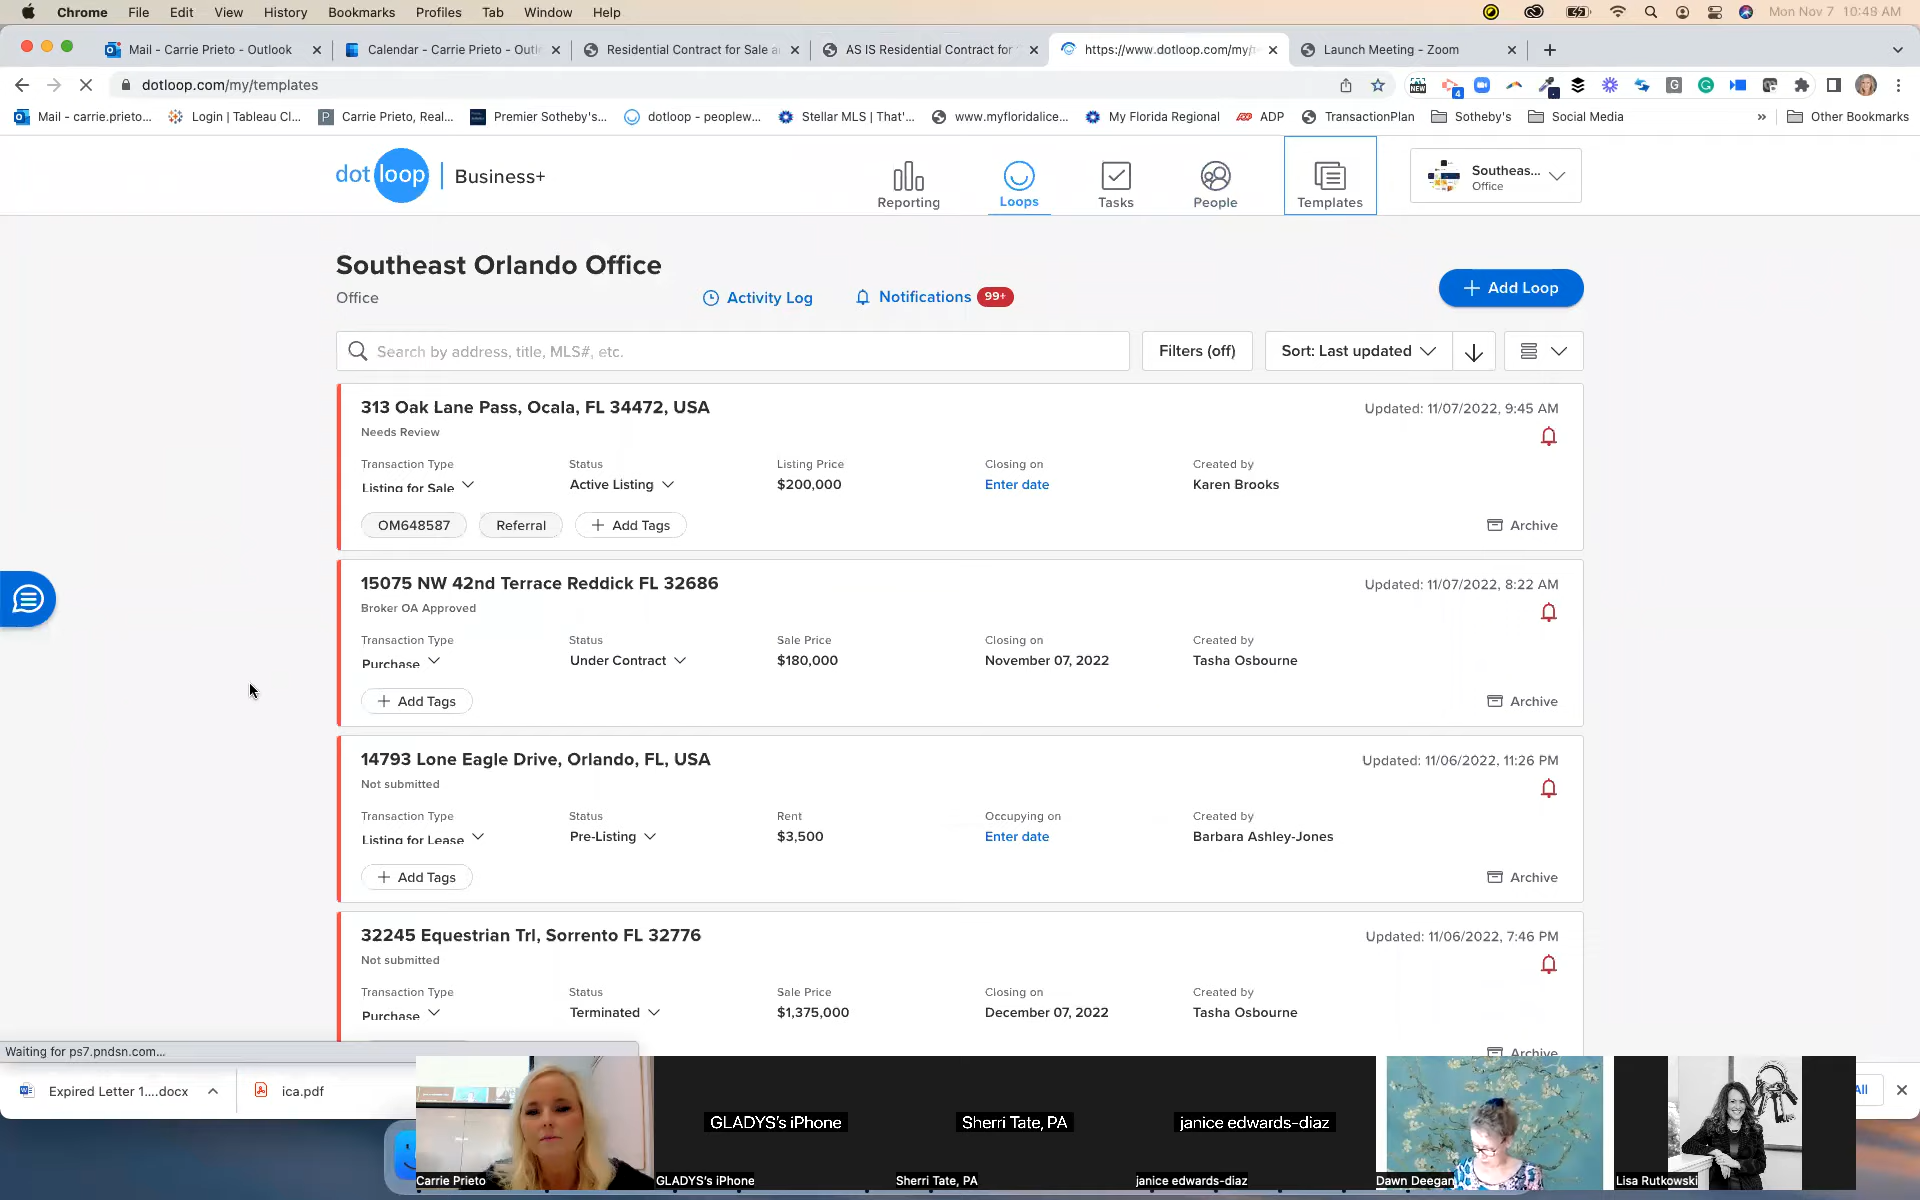 Chrome File Edit View History Bookmarks Profiles Tab Window Help Mon Nov 7 10:48 AM
Mail - Carrie Prieto - Outlook Calendar - Carrie Prieto - Outl Residential Contract for Sale a AS IS Residential Contract for https://www.dotloop.com/my/t Launch Meeting - Zoom
dotloop.com/my/templates
NEW 4 G
Mail - carrie.prieto... Login | Tableau Cl... P Carrie Prieto, Real... Premier Sotheby's... dotloop - peoplew... Stellar MLS | That'... www.myfloridalice... My Florida Regional ADP TransactionPlan Sotheby's Social Media » Other Bookmarks
dot loop Business+
Reporting Loops Tasks People Templates
Southeas...
Office
Southeast Orlando Office
Office
Activity Log Notifications 99+
+ Add Loop
Search by address, title, MLS#, etc.
Filters (off) Sort: Last updated
313 Oak Lane Pass, Ocala, FL 34472, USA Updated: 11/07/2022, 9:45 AM
Needs Review
Transaction Type Status Listing Price Closing on Created by
Listing for Sale Active Listing $200,000 Enter date Karen Brooks
OM648587 Referral + Add Tags Archive
15075 NW 42nd Terrace Reddick FL 32686 Updated: 11/07/2022, 8:22 AM
Broker OA Approved
Transaction Type Status Sale Price Closing on Created by
Purchase Under Contract $180,000 November 07, 2022 Tasha Osbourne
+ Add Tags Archive
14793 Lone Eagle Drive, Orlando, FL, USA Updated: 11/06/2022, 11:26 PM
Not submitted
Transaction Type Status Rent Occupying on Created by
Listing for Lease Pre-Listing $3,500 Enter date Barbara Ashley-Jones
+ Add Tags Archive
32245 Equestrian Trl, Sorrento FL 32776 Updated: 11/06/2022, 7:46 PM
Not submitted
Transaction Type Status Sale Price Closing on Created by
Purchase Terminated $1,375,000 December 07, 2022 Tasha Osbourne
Archive
Waiting for ps7.pndsn.com...
Expired Letter 1....docx ica.pdf All
GLADYS's iPhone Sherri Tate, PA janice edwards-diaz
Carrie Prieto GLADYS's iPhone Sherri Tate, PA janice edwards-diaz Dawn Deegan Lisa Rutkowski